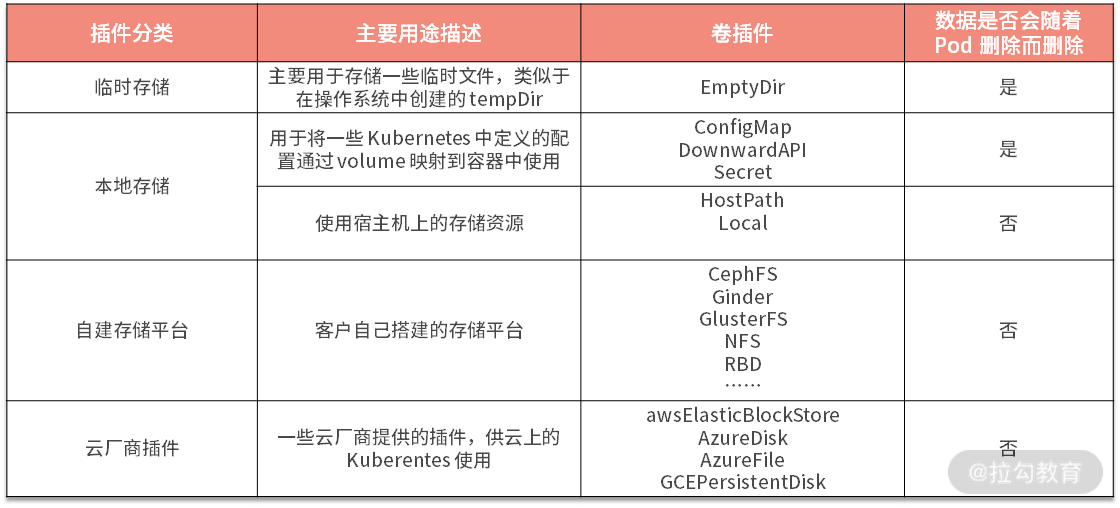 插件分类
主要用途描述
卷插件
数据是否会随着
Pod 删除而删除
临时存储
主要用于存储一些临时文件，类似于
在操作系统中创建的 tempDir
EmptyDir
是
本地存储
用于将一些 Kubernetes 中定义的配
置通过 volume 映射到容器中使用
ConfigMap
DownwardAPI
Secret
是
使用宿主机上的存储资源
HostPath
Local
否
自建存储平台
客户自己搭建的存储平台
CephFS
Ginder
GlusterFS
NFS
RBD
……
否
云厂商插件
一些云厂商提供的插件，供云上的
Kuberentes 使用
awsElasticBlockStore
AzureDisk
AzureFile
GCEPersistentDisk
否
@拉勾教育